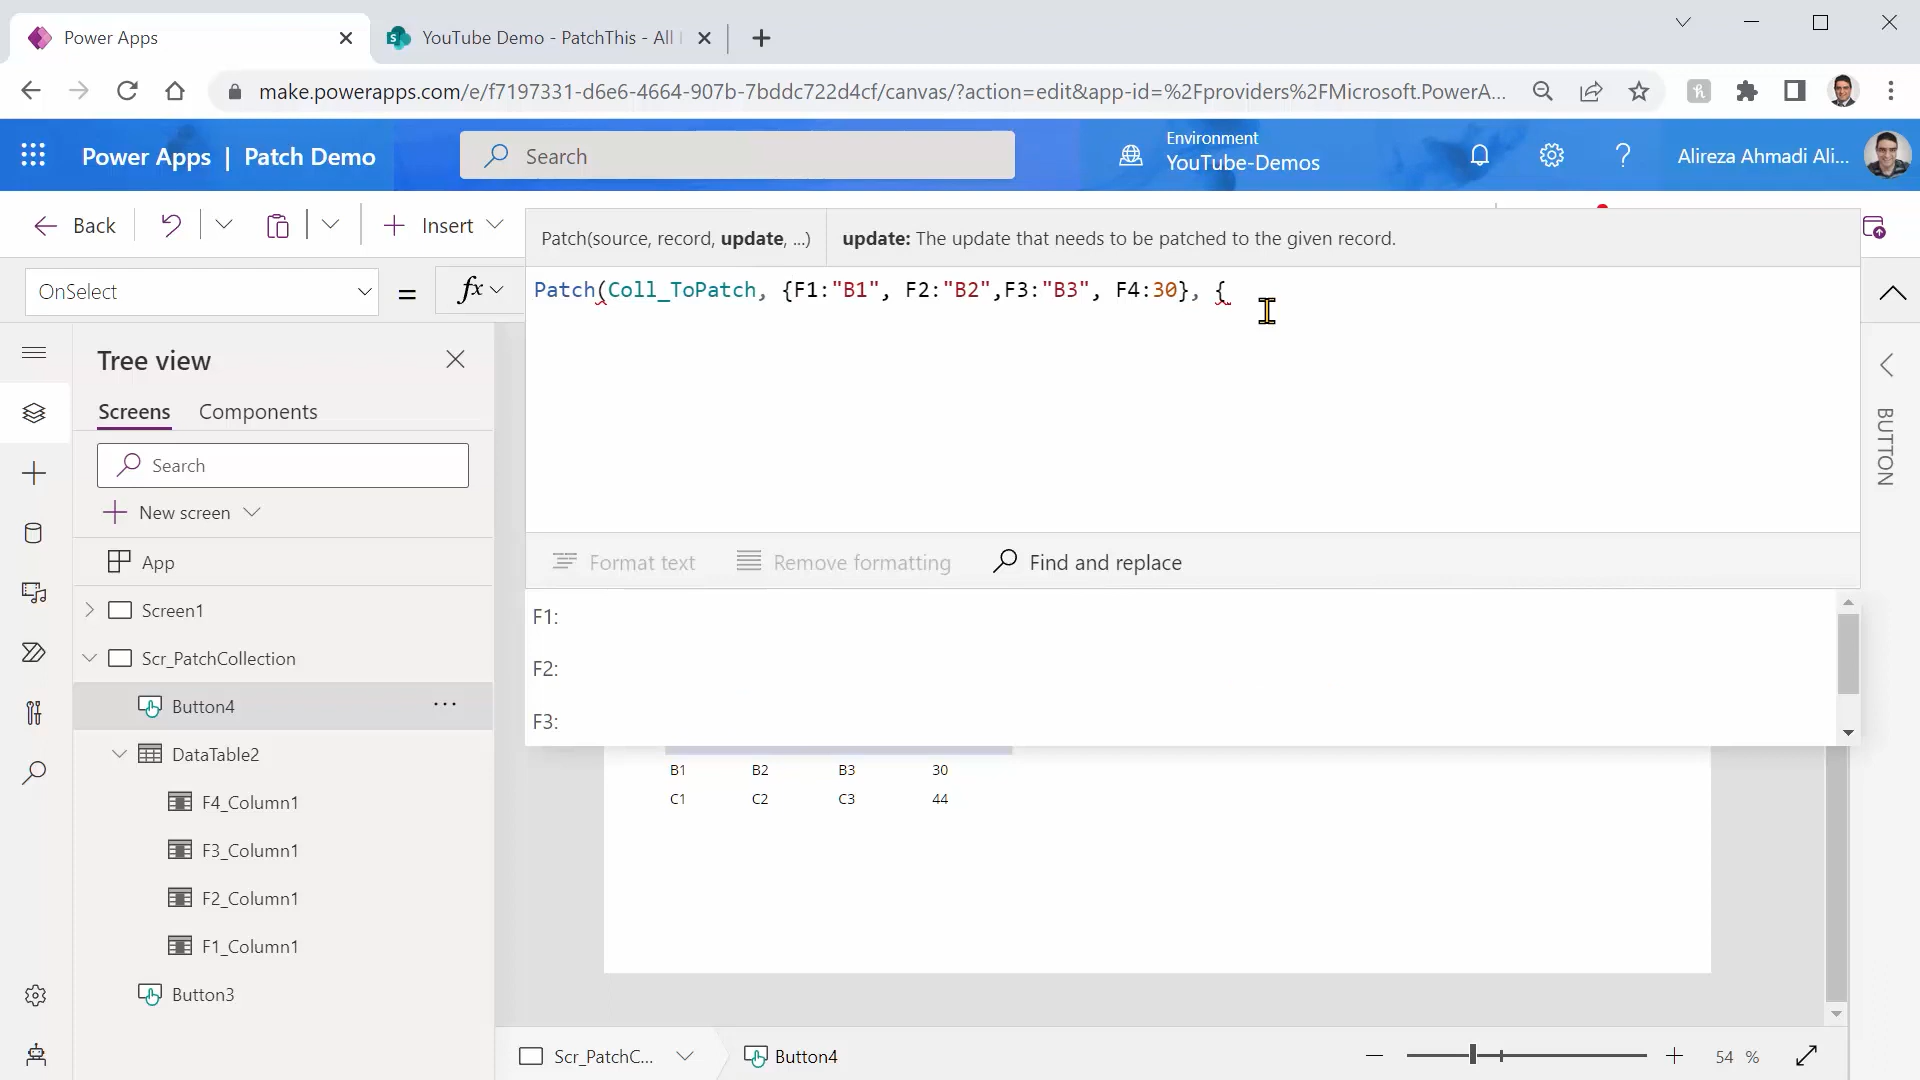 Power Apps
YouTube Demo - PatchThis - All
make.powerapps.com/e/f7197331-d6e6-4664-907b-7bddc722d4cf/canvas/?action=edit&app-id=%2Fproviders%2FMicrosoft.PowerA...
Power Apps | Patch Demo
Search
Environment
YouTube-Demos
Alireza Ahmadi Ali...
Back
Insert
Patch(source, record, update, ...)
update: The update that needs to be patched to the given record.
OnSelect
=
fx
Patch(Coll_ToPatch, {F1:"B1", F2:"B2",F3:"B3", F4:30}, {
Tree view
Screens
Components
Search
New screen
App
Screen1
Scr_PatchCollection
Button4
DataTable2
F4_Column1
F3_Column1
F2_Column1
F1_Column1
Button3
Format text
Remove formatting
Find and replace
F1:
F2:
F3:
B1 B2 B3 30
C1 C2 C3 44
BUTTON
Scr_PatchC...
Button4
54 %